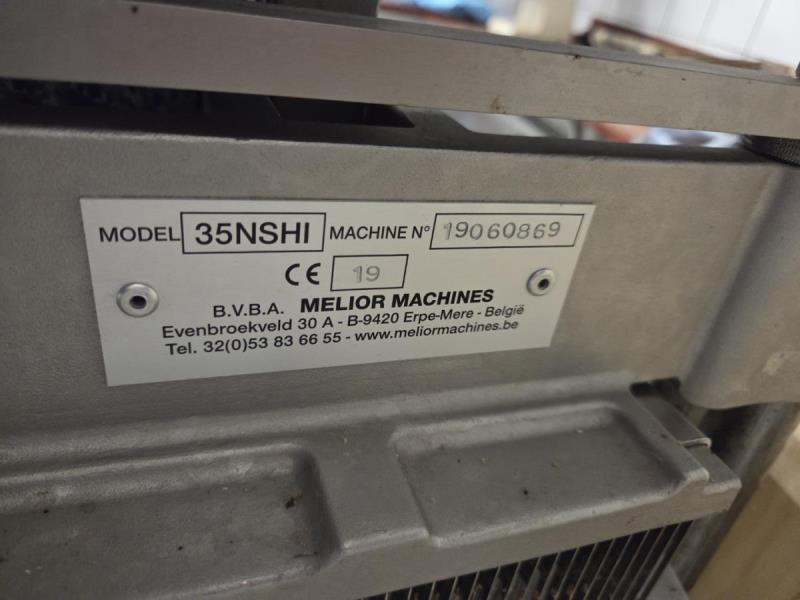 MODEL 35NSHI MACHINE N° 19060869
CE 19
B.V.B.A. MELIOR MACHINES
Evenbroekveld 30 A - B-9420 Erpe-Mere - België
Tel. 32(0)53 83 66 55 - www.meliormachines.be